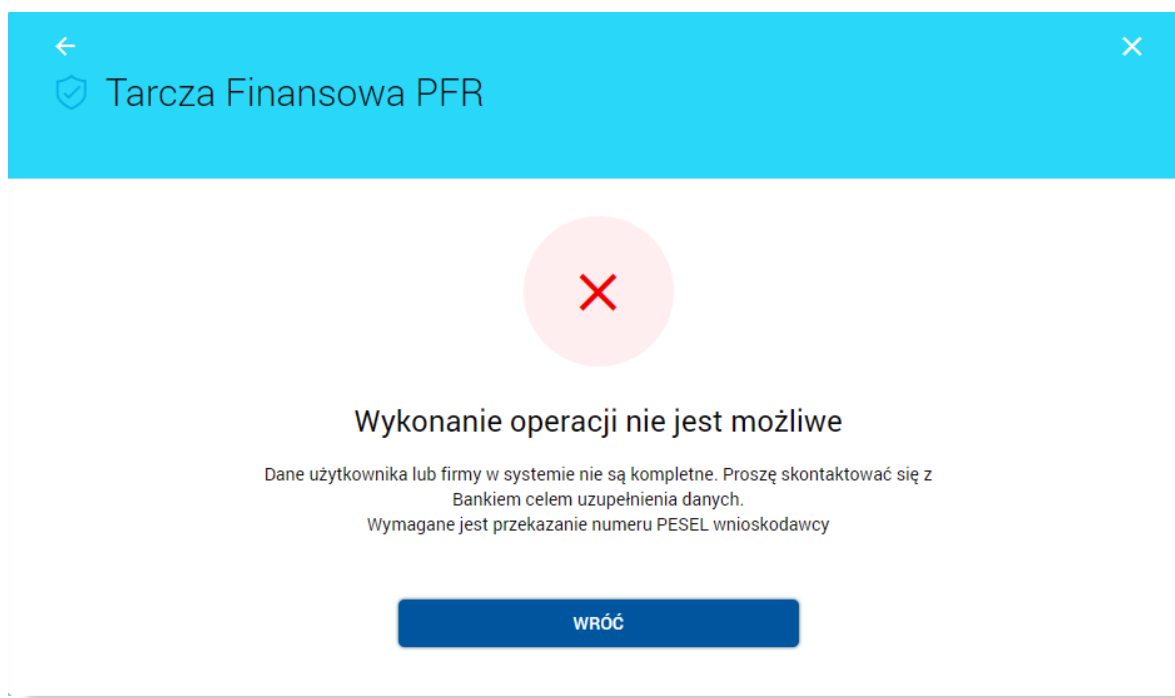 Tarcza Finansowa PFR
Wykonanie operacji nie jest możliwe
Dane użytkownika lub firmy w systemie nie są kompletne. Proszę skontaktować się z
Bankiem celem uzupełnienia danych.
Wymagane jest przekazanie numeru PESEL wnioskodawcy
WRÓĆ